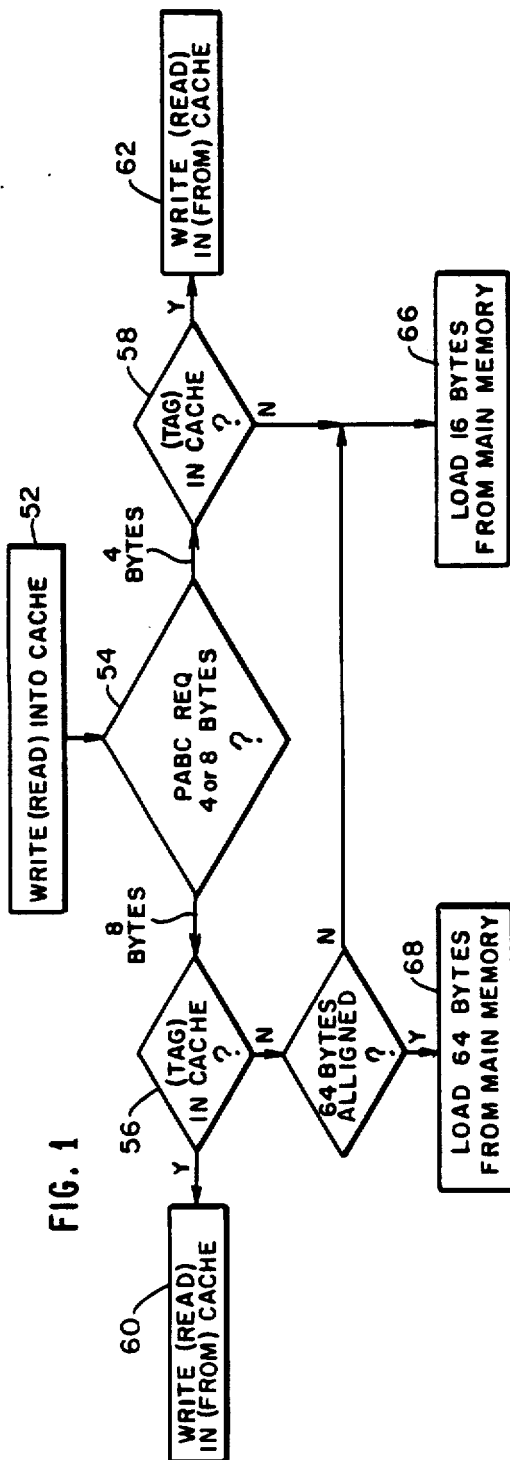 FIG. 1
WRITE (READ) INTO CACHE
52
PABC REQ
4 or 8 BYTES
?
54
8
BYTES
4
BYTES
(TAG)
IN CACHE
?
56
Y
N
(TAG)
IN CACHE
?
58
Y
N
WRITE (READ)
IN (FROM) CACHE
60
WRITE (READ)
IN (FROM) CACHE
62
64 BYTES
ALLIGNED
?
N
Y
LOAD 64 BYTES
FROM MAIN MEMORY
68
LOAD 16 BYTES
FROM MAIN MEMORY
66